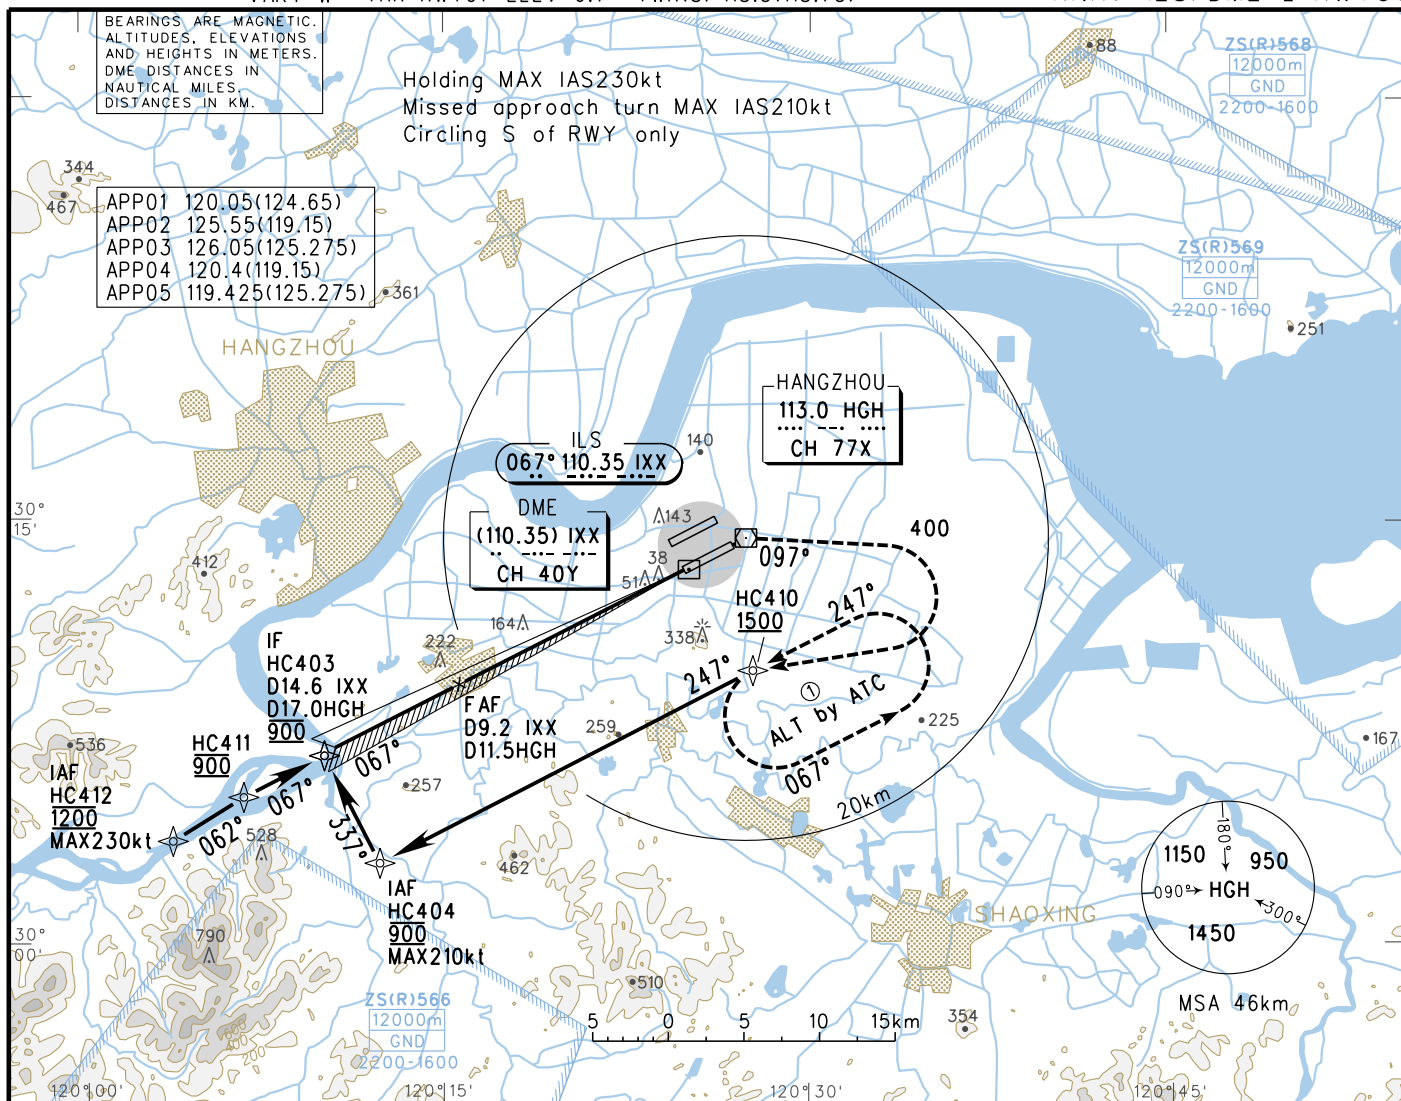 BEARINGS ARE MAGNETIC.
ALTITUDES, ELEVATIONS
AND HEIGHTS IN METERS.
DME DISTANCES IN
NAUTICAL MILES.
DISTANCES IN KM.
Holding MAX IAS230kt
Missed approach turn MAX IAS210kt
Circling S of RWY only
88
ZS(R)568
12000m
GND
2200-1600
344
467
APP01 120.05(124.65)
APP02 125.55(119.15)
APP03 126.05(125.275)
APP04 120.4(119.15)
APP05 119.425(125.275)
361
ZS(R)569
12000m
GND
2200-1600
251
HANGZHOU
HANGZHOU
113.0 HGH
CH 77X
ILS
067° 110.35 IXX
140
DME
(110.35) IXX
CH 40Y
30°
15'
143
400
38
51
097°
412
HC410
1500
247°
164
338
222
IF
HC403
D14.6 IXX
D17.0HGH
900
247°
①
ALT by ATC
FAF
D9.2 IXX
D11.5HGH
259
225
536
167
HC411
900
067°
067°
IAF
HC412
1200
MAX230kt
067°
257
20km
062°
528
337°
462
IAF
HC404
900
MAX210kt
180°
1150
950
090°
HGH
300°
1450
MSA 46km
SHAOXING
790
30°
00'
510
ZS(R)566
12000m
GND
2200-1600
600
400
200
5 0 5 10 15km
354
120°00'
120°15'
120°30'
120°45'